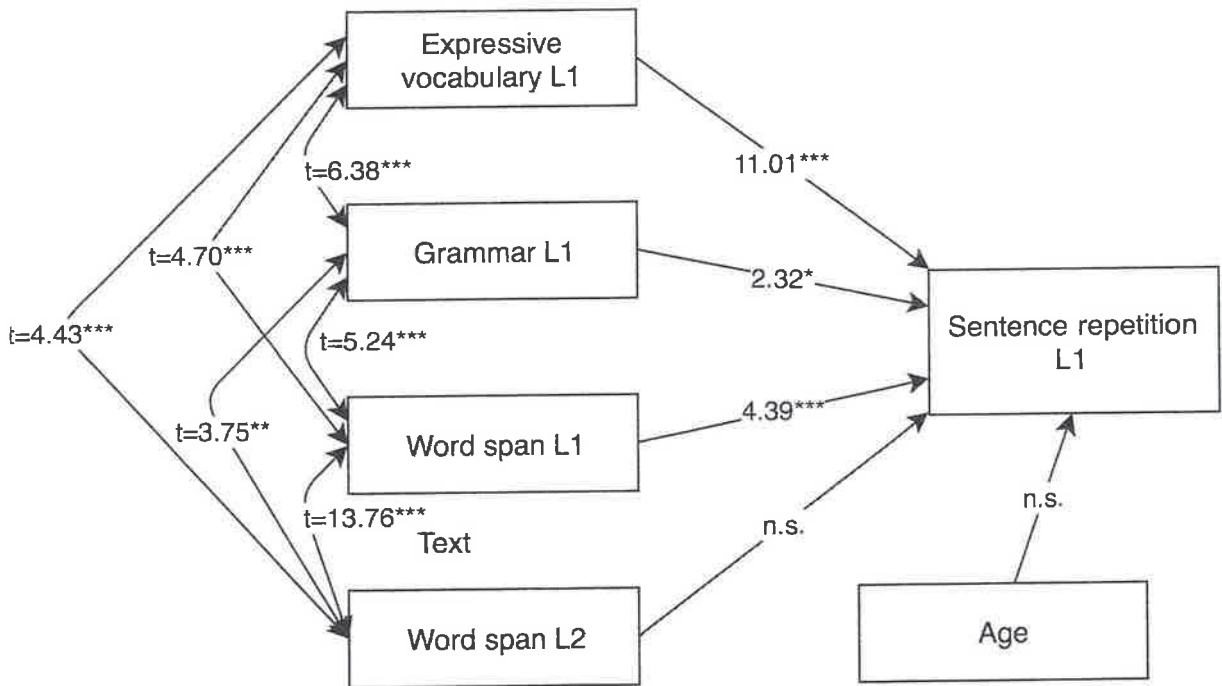 Expressive
vocabulary L1
11.01***
t=6.38***
Grammar L1
t=4.70***
2.32*
t=4.43***
t=5.24***
Sentence repetition
L1
t=3.75**
Word span L1
4.39***
t=13.76***
Text
n.s.
n.s.
Word span L2
Age